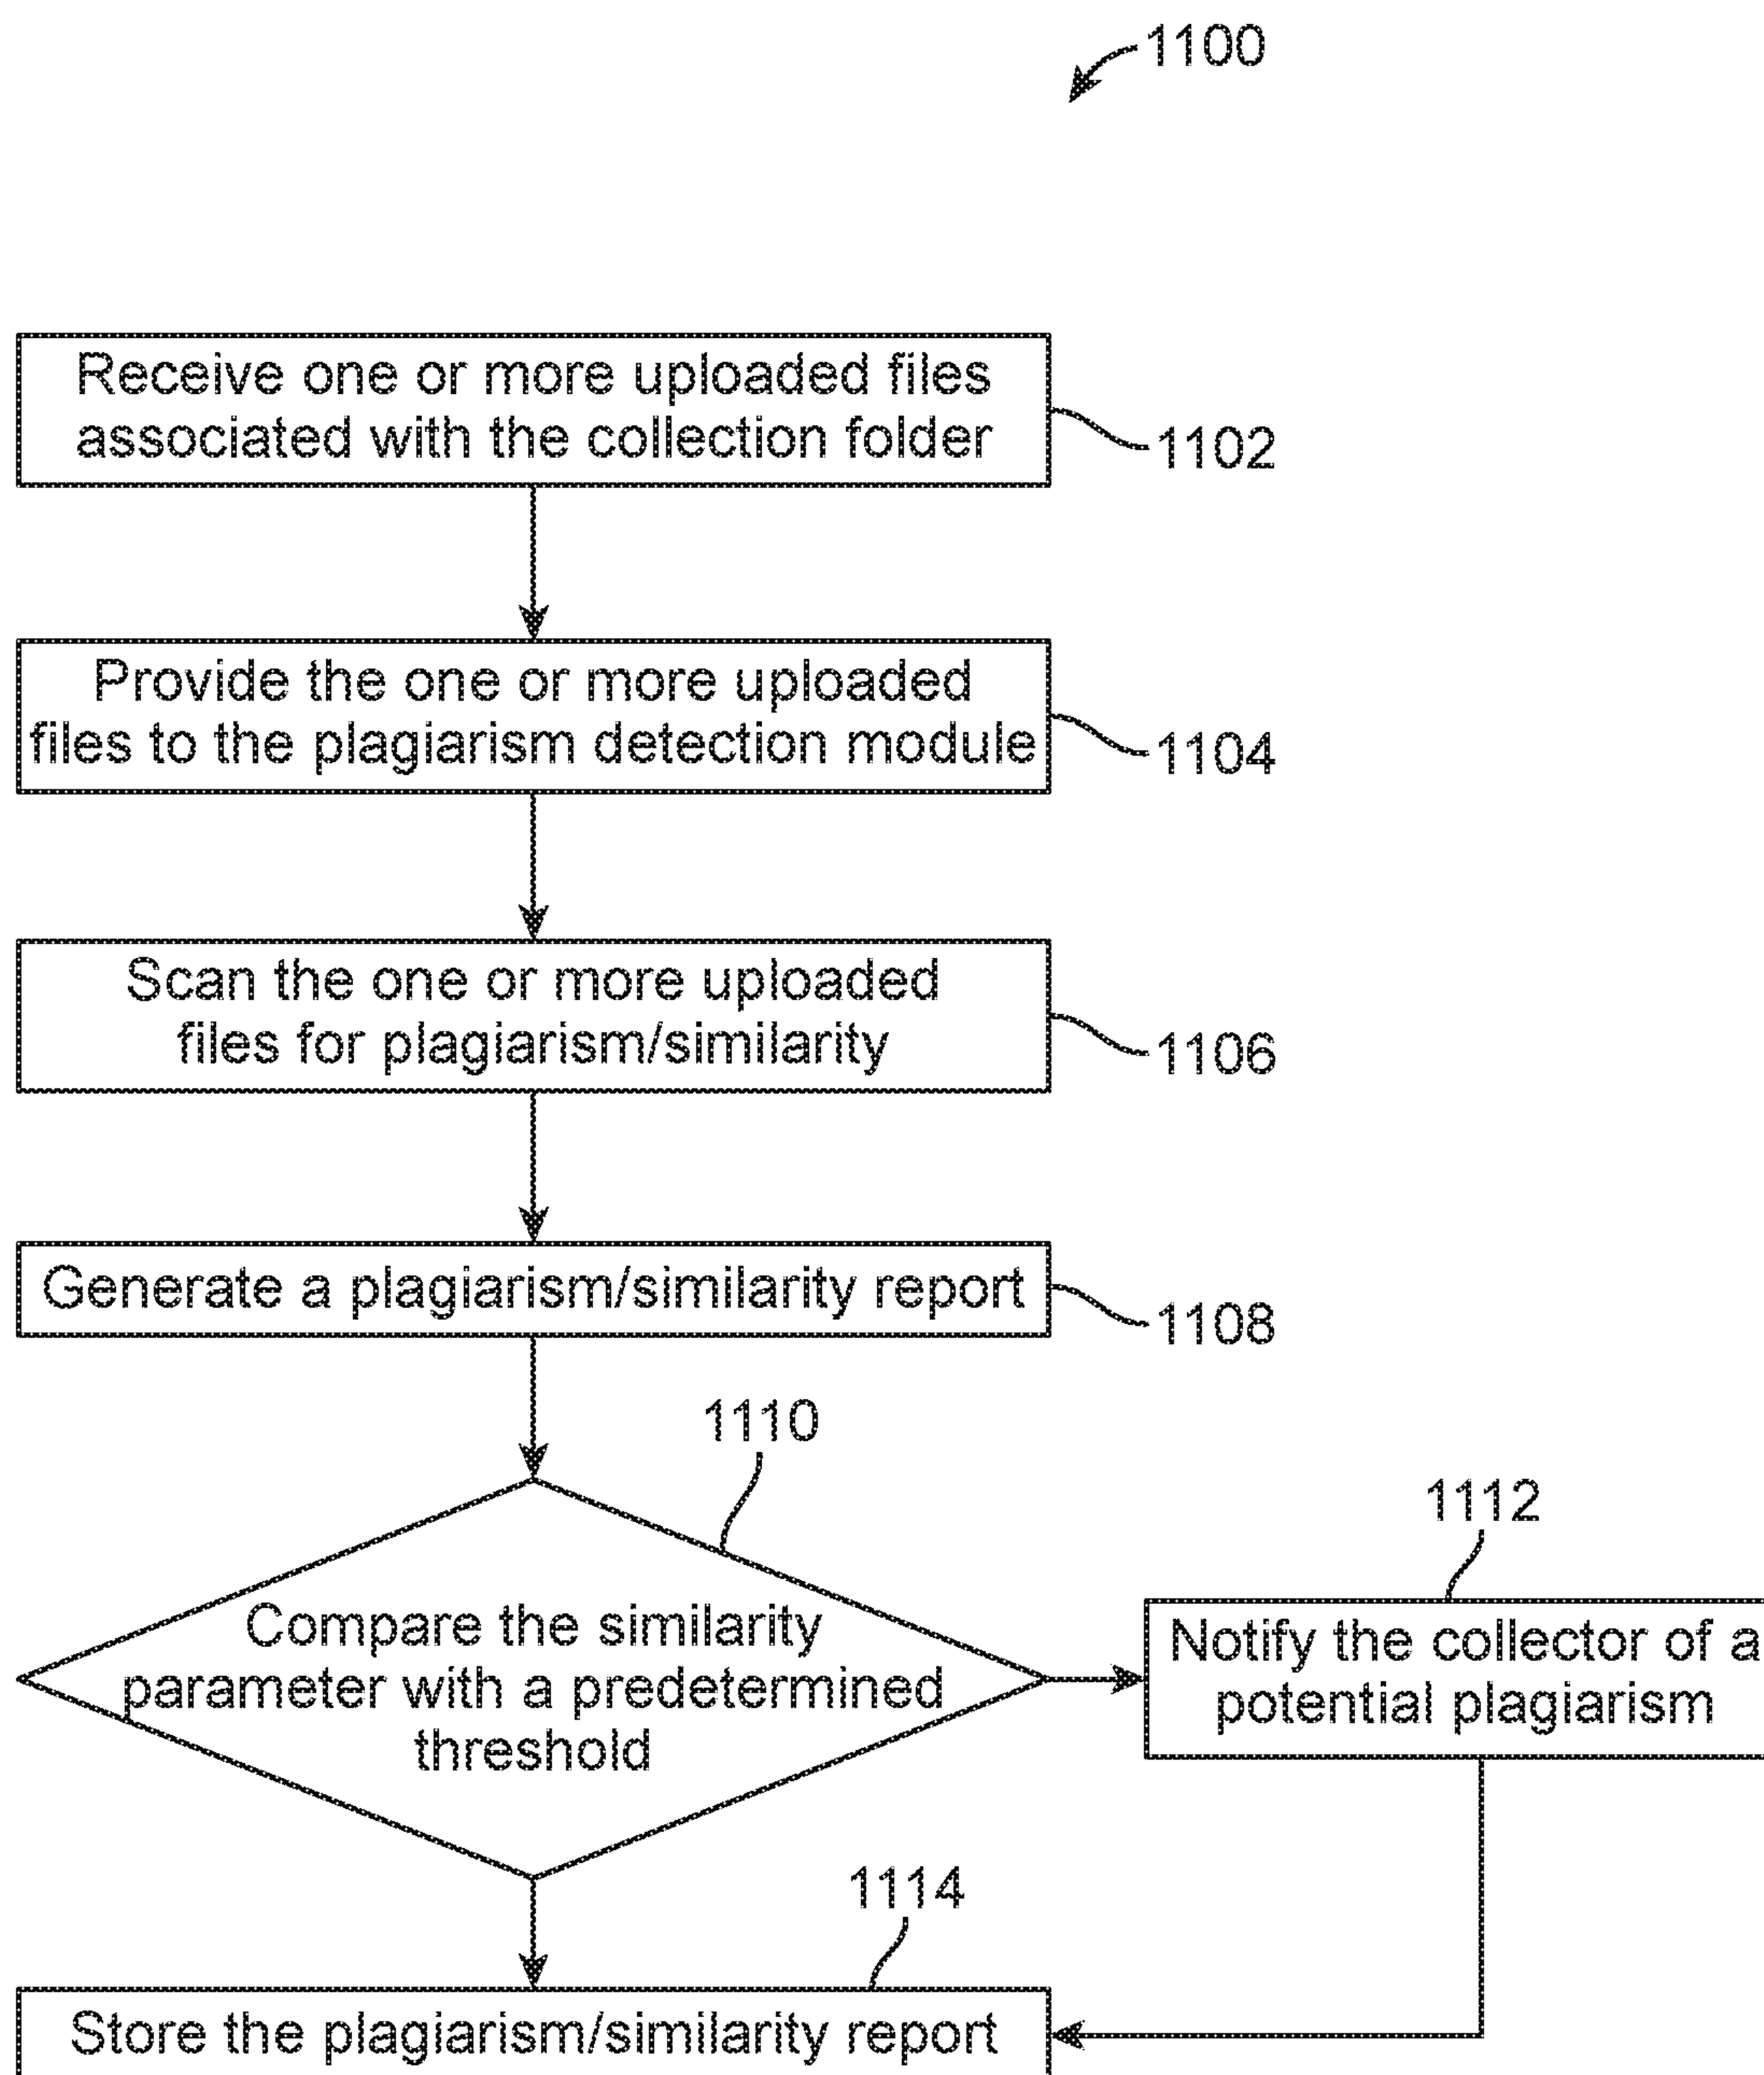 1100
Receive one or more uploaded files
associated with the collection folder
1102
Provide the one or more uploaded
files to the plagiarism detection module
1104
Scan the one or more uploaded
files for plagiarism/similarity
1106
Generate a plagiarism/similarity report
1108
1110
Compare the similarity
parameter with a predetermined
threshold
1112
Notify the collector of a
potential plagiarism
1114
Store the plagiarism/similarity report